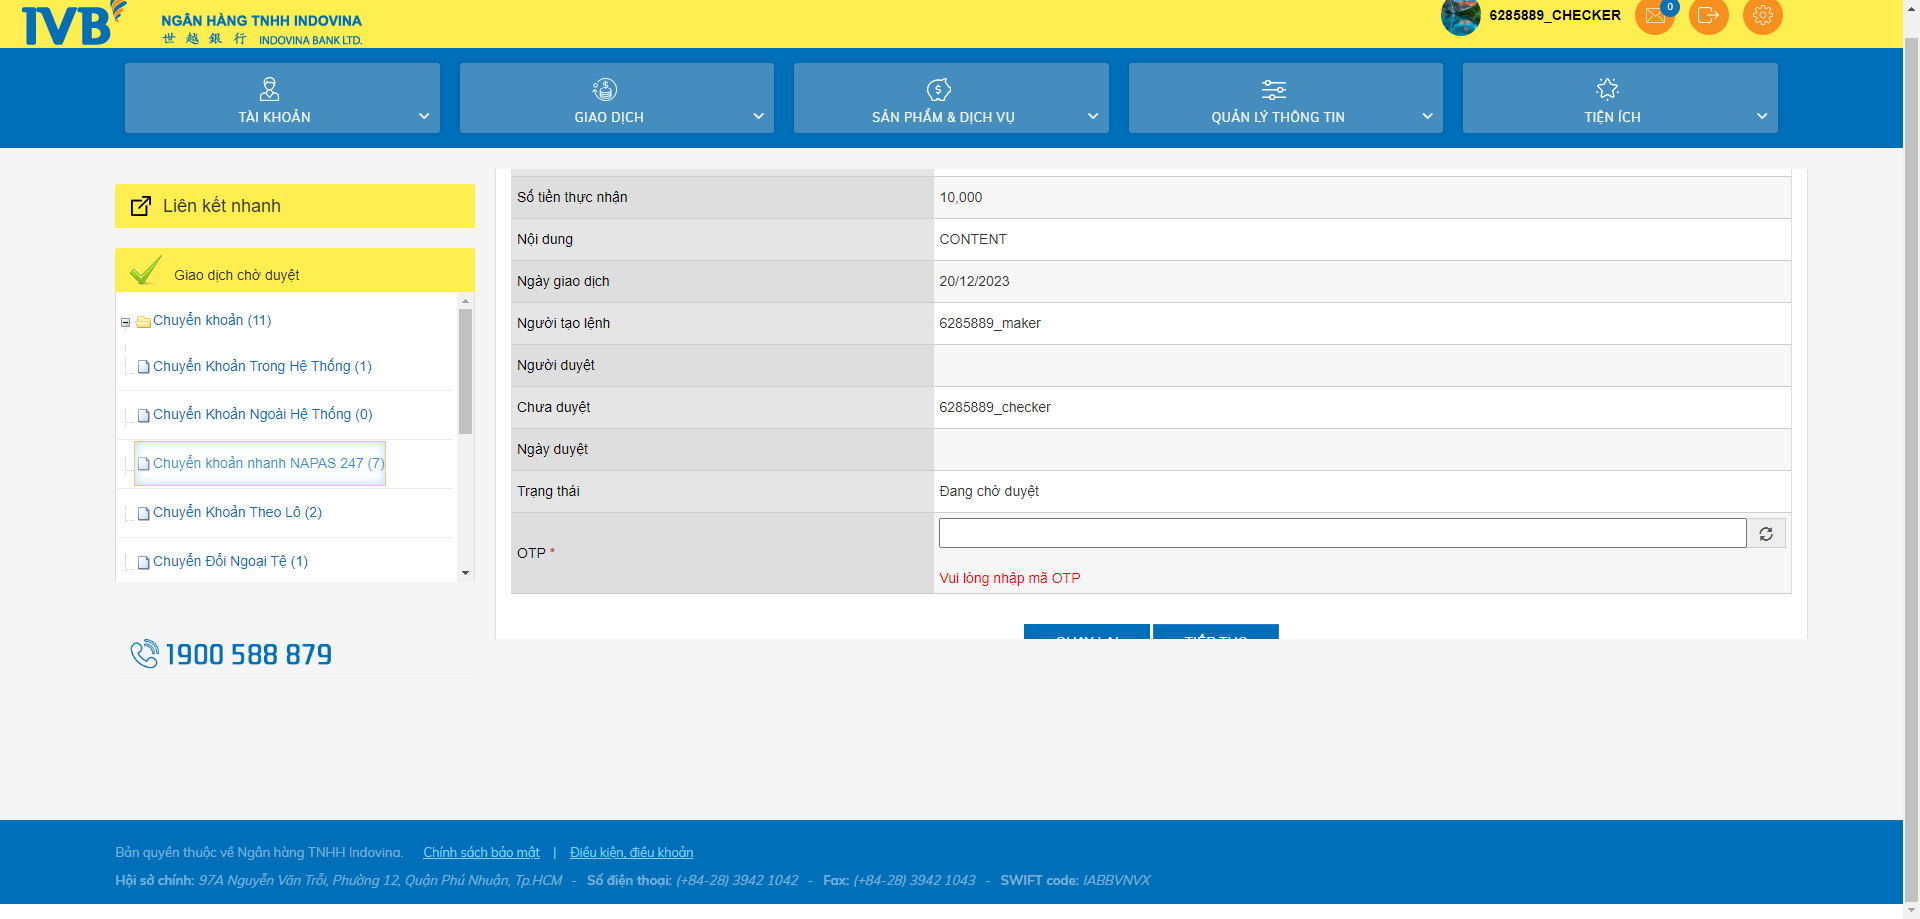 IVB
NGÂN HÀNG TNHH INDOVINA
世 越 銀 行 INDOVINA BANK LTD.
6285889_CHECKER
0
TÀI KHOẢN
GIAO DỊCH
SẢN PHẨM & DỊCH VỤ
QUẢN LÝ THÔNG TIN
TIỆN ÍCH
Liên kết nhanh
Giao dịch chờ duyệt
Chuyển khoản (11)
Chuyển Khoản Trong Hệ Thống (1)
Chuyển Khoản Ngoài Hệ Thống (0)
Chuyển khoản nhanh NAPAS 247 (7)
Chuyển Khoản Theo Lô (2)
Chuyển Đổi Ngoại Tệ (1)
1900 588 879
Số tiền thực nhận 10,000
Nội dung CONTENT
Ngày giao dịch 20/12/2023
Người tạo lệnh 6285889_maker
Người duyệt
Chưa duyệt 6285889_checker
Ngày duyệt
Trạng thái Đang chờ duyệt
OTP *
Vui lòng nhập mã OTP
QUAY LẠI TIẾP TỤC
Bản quyền thuộc về Ngân hàng TNHH Indovina. Chính sách bảo mật | Điều kiện, điều khoản
Hội sở chính: 97A Nguyễn Văn Trỗi, Phường 12, Quận Phú Nhuận, Tp.HCM - Số điện thoại: (+84-28) 3942 1042 - Fax: (+84-28) 3942 1043 - SWIFT code: IABBVNVX